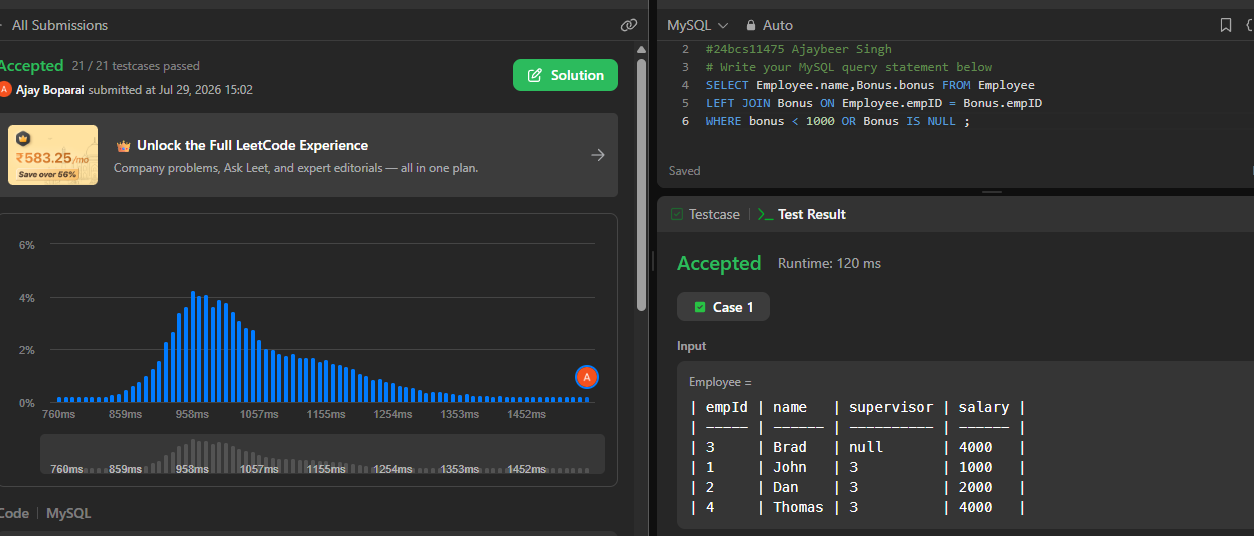 All Submissions
Accepted 21 / 21 testcases passed
A Ajay Boparai submitted at Jul 29, 2026 15:02
Solution
₹583.25/mo
Save over 56%
Unlock the Full LeetCode Experience
Company problems, Ask Leet, and expert editorials — all in one plan.
6%
4%
2%
0%
A
760ms 859ms 958ms 1057ms 1155ms 1254ms 1353ms 1452ms
760ms 859ms 958ms 1057ms 1155ms 1254ms 1353ms 1452ms
Code | MySQL
MySQL Auto
2 #24bcs11475 Ajaybeer Singh
3 # Write your MySQL query statement below
4 SELECT Employee.name,Bonus.bonus FROM Employee
5 LEFT JOIN Bonus ON Employee.empID = Bonus.empID
6 WHERE bonus < 1000 OR Bonus IS NULL ;
Saved
Testcase | >_ Test Result
Accepted Runtime: 120 ms
Case 1
Input
Employee =
| empId | name | supervisor | salary |
| ----- | ------ | ---------- | ------ |
| 3 | Brad | null | 4000 |
| 1 | John | 3 | 1000 |
| 2 | Dan | 3 | 2000 |
| 4 | Thomas | 3 | 4000 |